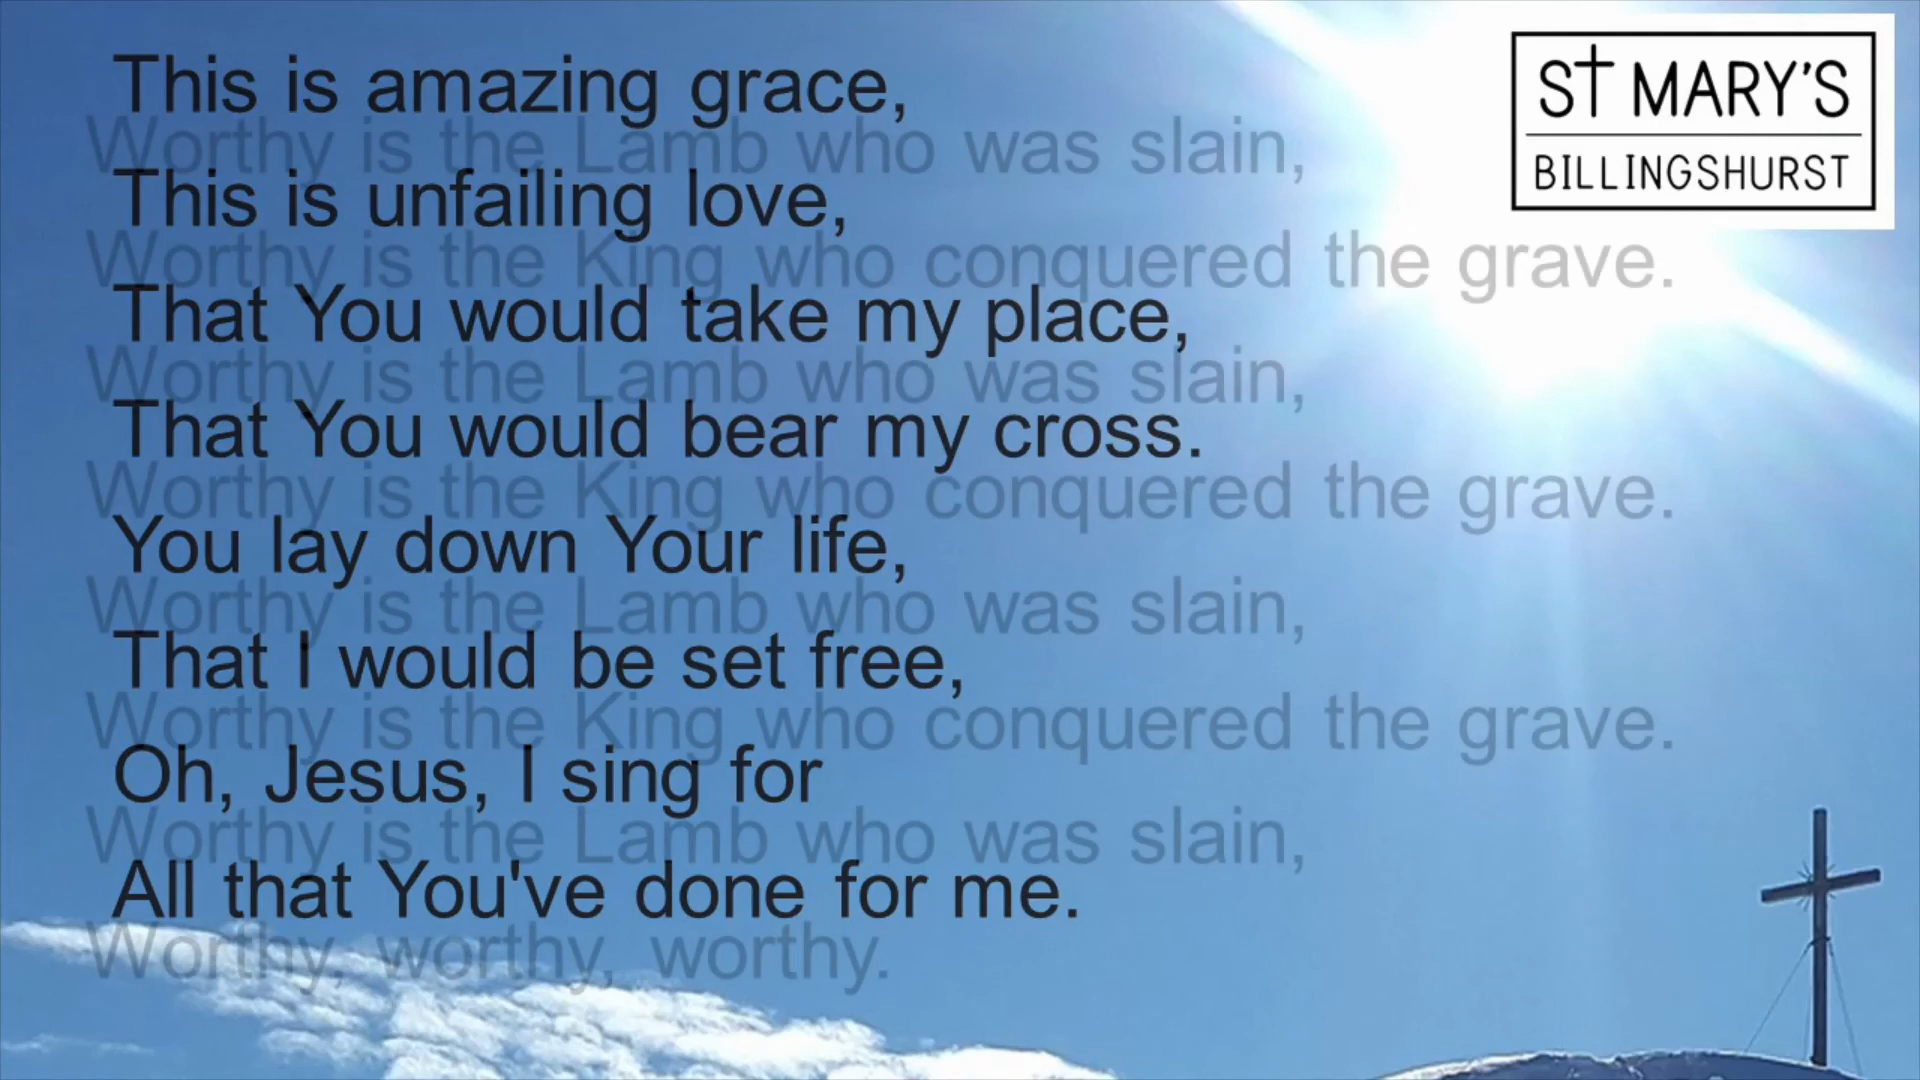 This is amazing grace,
Worthy is the Lamb who was slain,
This is unfailing love,
Worthy is the King who conquered the grave.
That You would take my place,
Worthy is the Lamb who was slain,
That You would bear my cross.
Worthy is the King who conquered the grave.
You lay down Your life,
Worthy is the Lamb who was slain,
That I would be set free,
Worthy is the King who conquered the grave.
Oh, Jesus, I sing for
Worthy is the Lamb who was slain,
All that You've done for me.
Worthy, worthy, worthy.
ST MARY'S
BILLINGSHURST